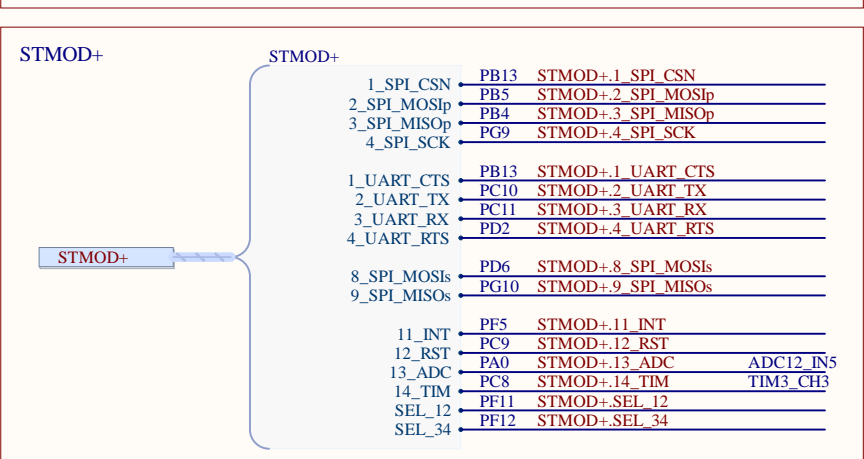 STMOD+
STMOD+
1_SPI_CSN PB13 STMOD+.1_SPI_CSN
2_SPI_MOSIp PB5 STMOD+.2_SPI_MOSIp
3_SPI_MISOp PB4 STMOD+.3_SPI_MISOp
4_SPI_SCK PG9 STMOD+.4_SPI_SCK
1_UART_CTS PB13 STMOD+.1_UART_CTS
2_UART_TX PC10 STMOD+.2_UART_TX
3_UART_RX PC11 STMOD+.3_UART_RX
4_UART_RTS PD2 STMOD+.4_UART_RTS
STMOD+
8_SPI_MOSIs PD6 STMOD+.8_SPI_MOSIs
9_SPI_MISOs PG10 STMOD+.9_SPI_MISOs
11_INT PF5 STMOD+.11_INT
12_RST PC9 STMOD+.12_RST
13_ADC PA0 STMOD+.13_ADC ADC12_IN5
14_TIM PC8 STMOD+.14_TIM TIM3_CH3
SEL_12 PF11 STMOD+.SEL_12
SEL_34 PF12 STMOD+.SEL_34